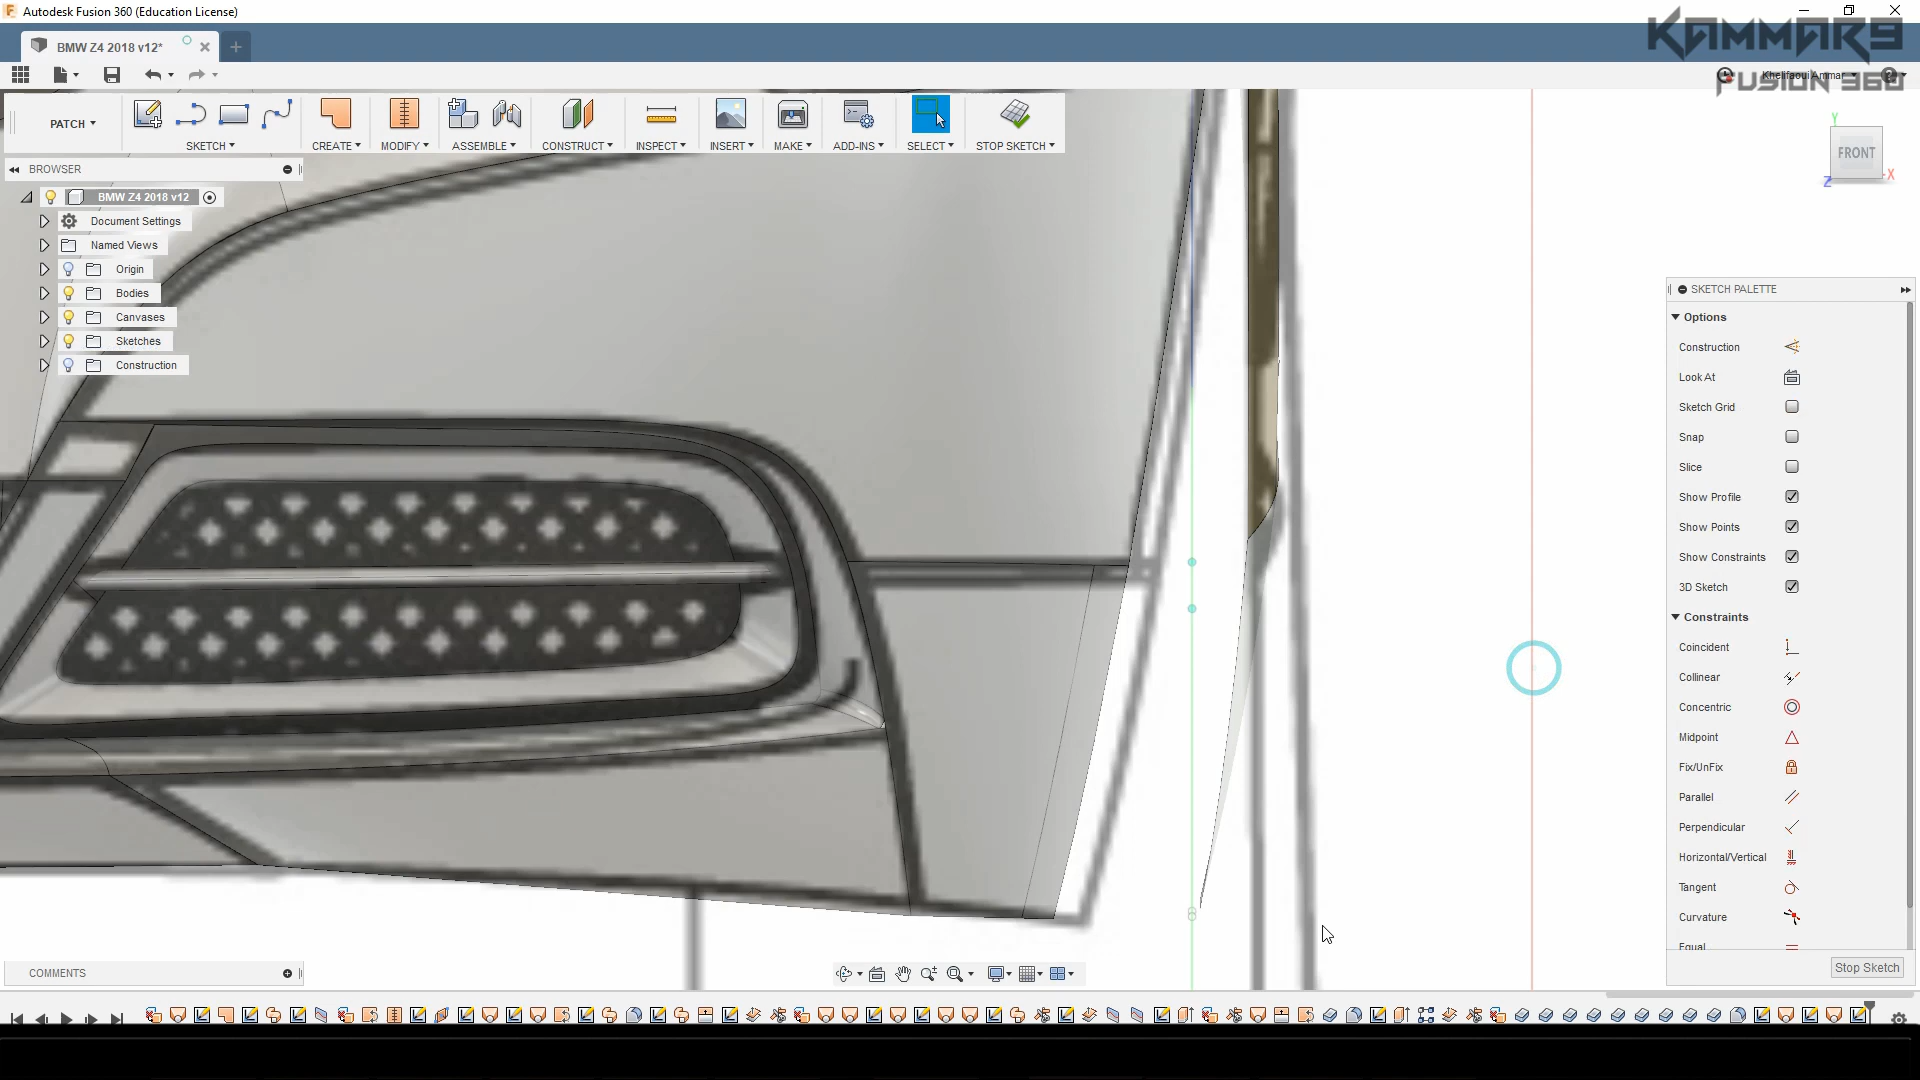 Autodesk Fusion 360 (Education License)
KAMMAR9
BMW Z4 2018 v12*
Khelifaoui Ammar
FUSION 360
PATCH
SKETCH
CREATE
MODIFY
ASSEMBLE
CONSTRUCT
INSPECT
INSERT
MAKE
ADD-INS
SELECT
STOP SKETCH
Y
FRONT
X
Z
BROWSER
BMW Z4 2018 v12
Document Settings
Named Views
Origin
Bodies
Canvases
Sketches
Construction
SKETCH PALETTE
Options
Construction
Look At
Sketch Grid
Snap
Slice
Show Profile
Show Points
Show Constraints
3D Sketch
Constraints
Coincident
Collinear
Concentric
Midpoint
Fix/UnFix
Parallel
Perpendicular
Horizontal/Vertical
Tangent
Curvature
Equal
Stop Sketch
COMMENTS